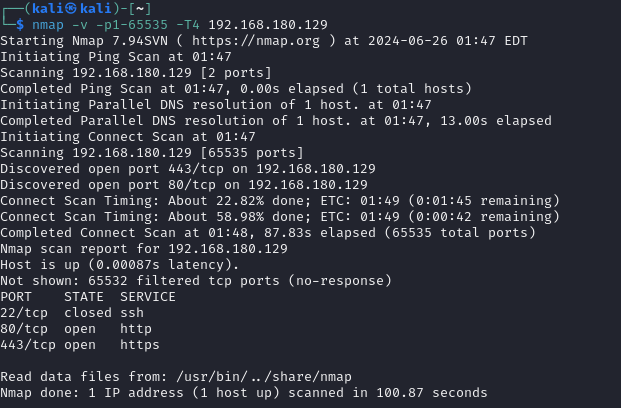 ┌──(kali㉿kali)-[~]
└─$ nmap -v -p1-65535 -T4 192.168.180.129
Starting Nmap 7.94SVN ( https://nmap.org ) at 2024-06-26 01:47 EDT
Initiating Ping Scan at 01:47
Scanning 192.168.180.129 [2 ports]
Completed Ping Scan at 01:47, 0.00s elapsed (1 total hosts)
Initiating Parallel DNS resolution of 1 host. at 01:47
Completed Parallel DNS resolution of 1 host. at 01:47, 13.00s elapsed
Initiating Connect Scan at 01:47
Scanning 192.168.180.129 [65535 ports]
Discovered open port 443/tcp on 192.168.180.129
Discovered open port 80/tcp on 192.168.180.129
Connect Scan Timing: About 22.82% done; ETC: 01:49 (0:01:45 remaining)
Connect Scan Timing: About 58.98% done; ETC: 01:49 (0:00:42 remaining)
Completed Connect Scan at 01:48, 87.83s elapsed (65535 total ports)
Nmap scan report for 192.168.180.129
Host is up (0.00087s latency).
Not shown: 65532 filtered tcp ports (no-response)
PORT    STATE  SERVICE
22/tcp  closed ssh
80/tcp  open   http
443/tcp open   https

Read data files from: /usr/bin/../share/nmap
Nmap done: 1 IP address (1 host up) scanned in 100.87 seconds